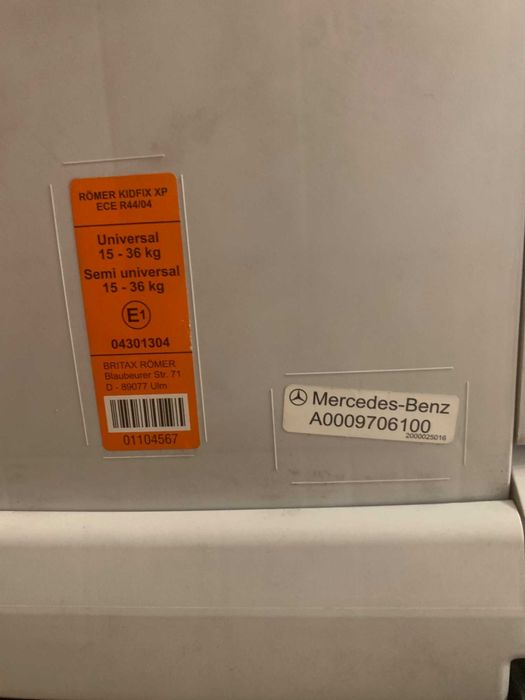 RÖMER KIDFIX XP
ECE R44/04
Universal
15 - 36 kg
Semi universal
15 - 36 kg
E1
04301304
BRITAX RÖMER
Blaubeurer Str. 71
D - 89077 Ulm
01104567
Mercedes-Benz
A0009706100
2000025016